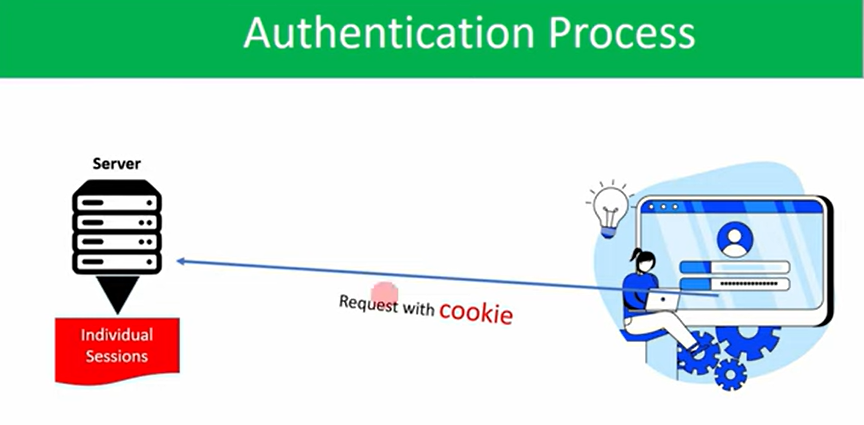 Authentication Process
Server
Request with cookie
Individual
Sessions